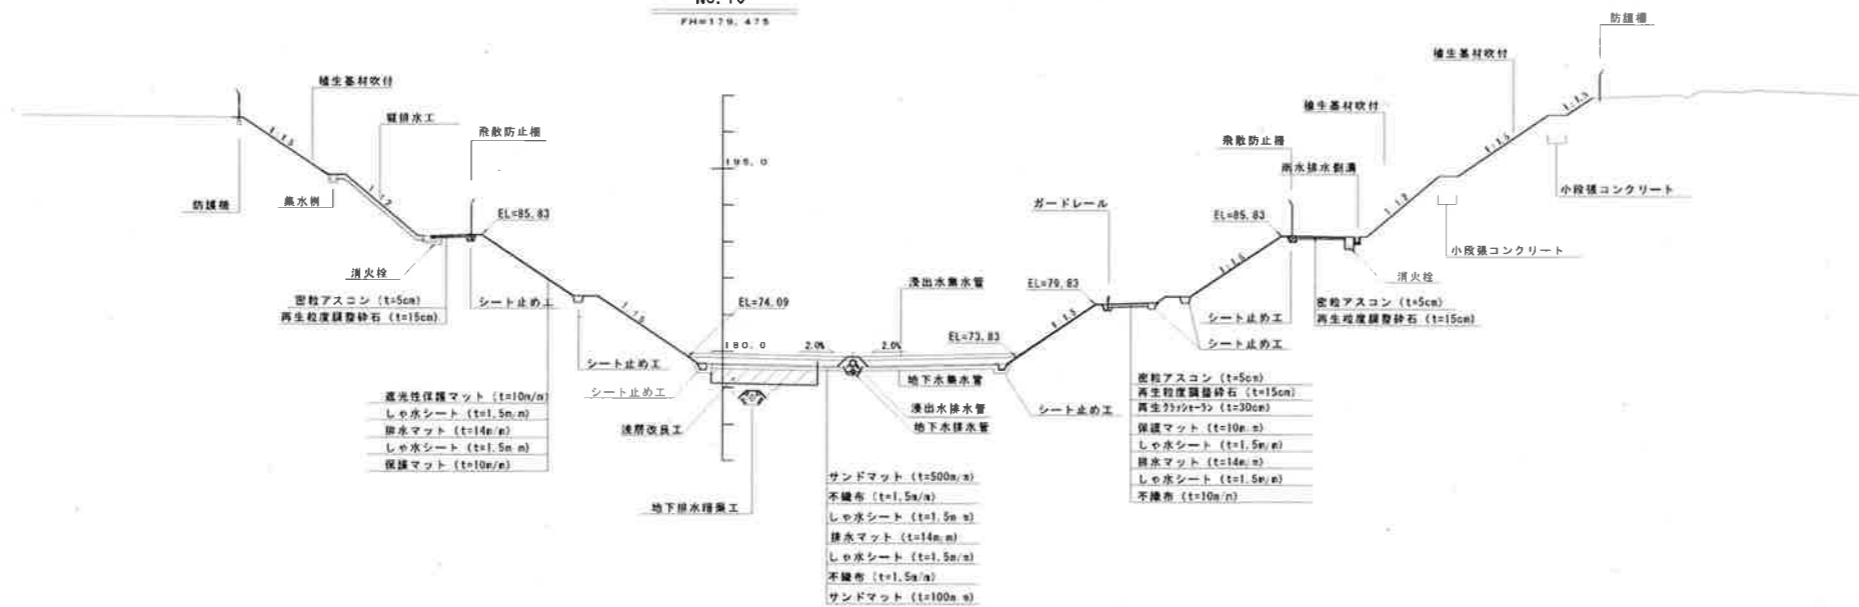 No.10
FH=179.475
防護柵
植生基材吹付
植生基材吹付
1:1.5
植生基材吹付
1:1.5
縦排水工
飛散防止柵
飛散防止柵
1:1.5
195.0
雨水排水側溝
1:1.2
小段張コンクリート
防護柵
集水桝
ガードレール
1:1.2
EL=85.83
EL=85.83
小段張コンクリート
消火栓
消火栓
1:1.5
浸出水集水管
密粒アスコン (t=5cm)
再生粒度調整砕石 (t=15cm)
シート止め工
EL=74.09
EL=79.83
密粒アスコン (t=5cm)
再生粒度調整砕石 (t=15cm)
1:1.5
シート止め工
1:1.5
180.0
2.0%
2.0%
EL=73.83
シート止め工
シート止め工
シート止め工
地下水集水管
遮光性保護マット (t=10m/m)
しゃ水シート (t=1.5m/m)
排水マット (t=14m/m)
しゃ水シート (t=1.5m/m)
保護マット (t=10m/m)
浅層改良工
浸出水排水管
地下水排水管
シート止め工
密粒アスコン (t=5cm)
再生粒度調整砕石 (t=15cm)
再生クラッシャーラン (t=30cm)
保護マット (t=10m/m)
しゃ水シート (t=1.5m/m)
排水マット (t=14m/m)
しゃ水シート (t=1.5m/m)
不織布 (t=10m/m)
地下排水暗渠工
サンドマット (t=500m/m)
不織布 (t=1.5m/m)
しゃ水シート (t=1.5m/m)
排水マット (t=14m/m)
しゃ水シート (t=1.5m/m)
不織布 (t=1.5m/m)
サンドマット (t=100m/m)